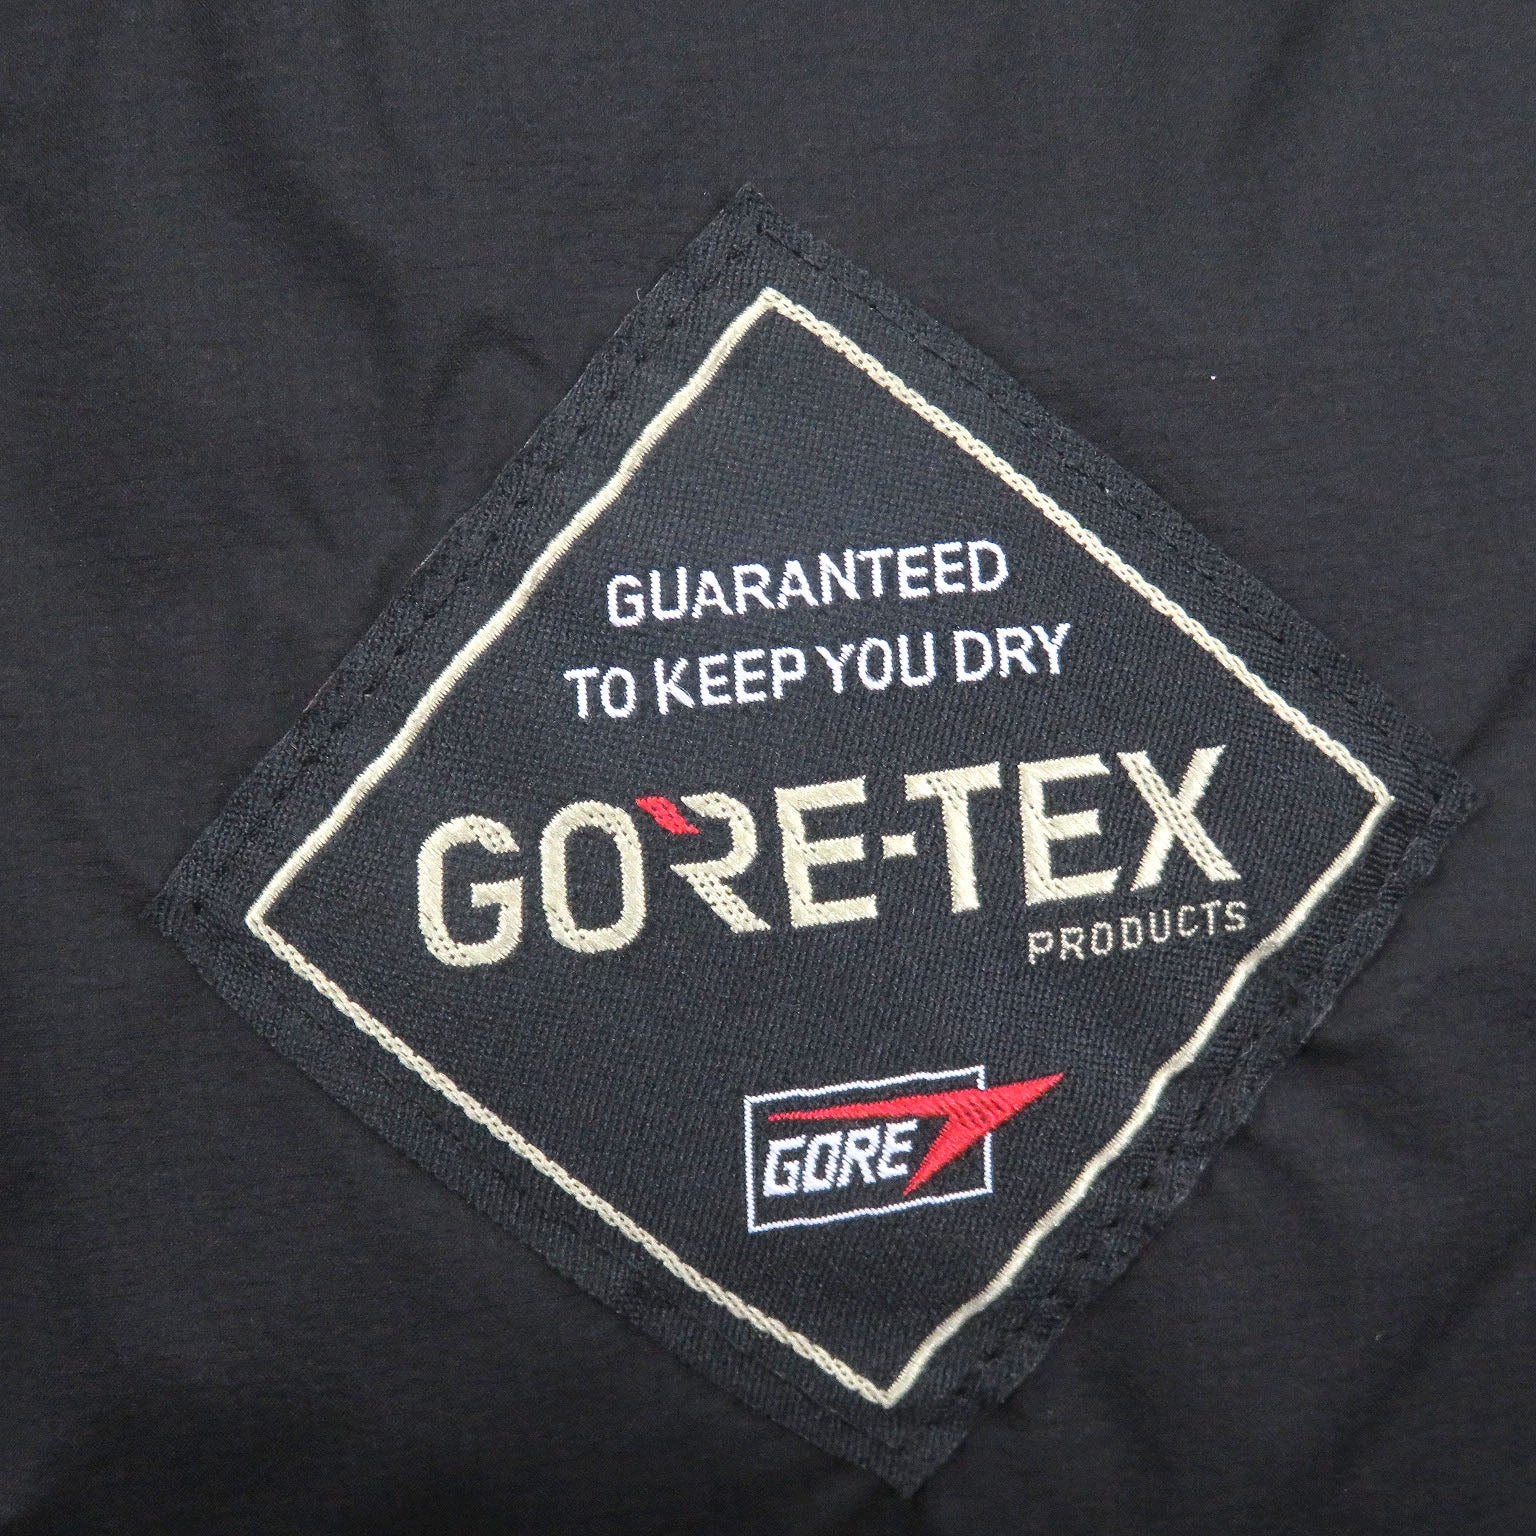 GUARANTEED
TO KEEP YOU DRY
GORE-TEX
PRODUCTS
GORE